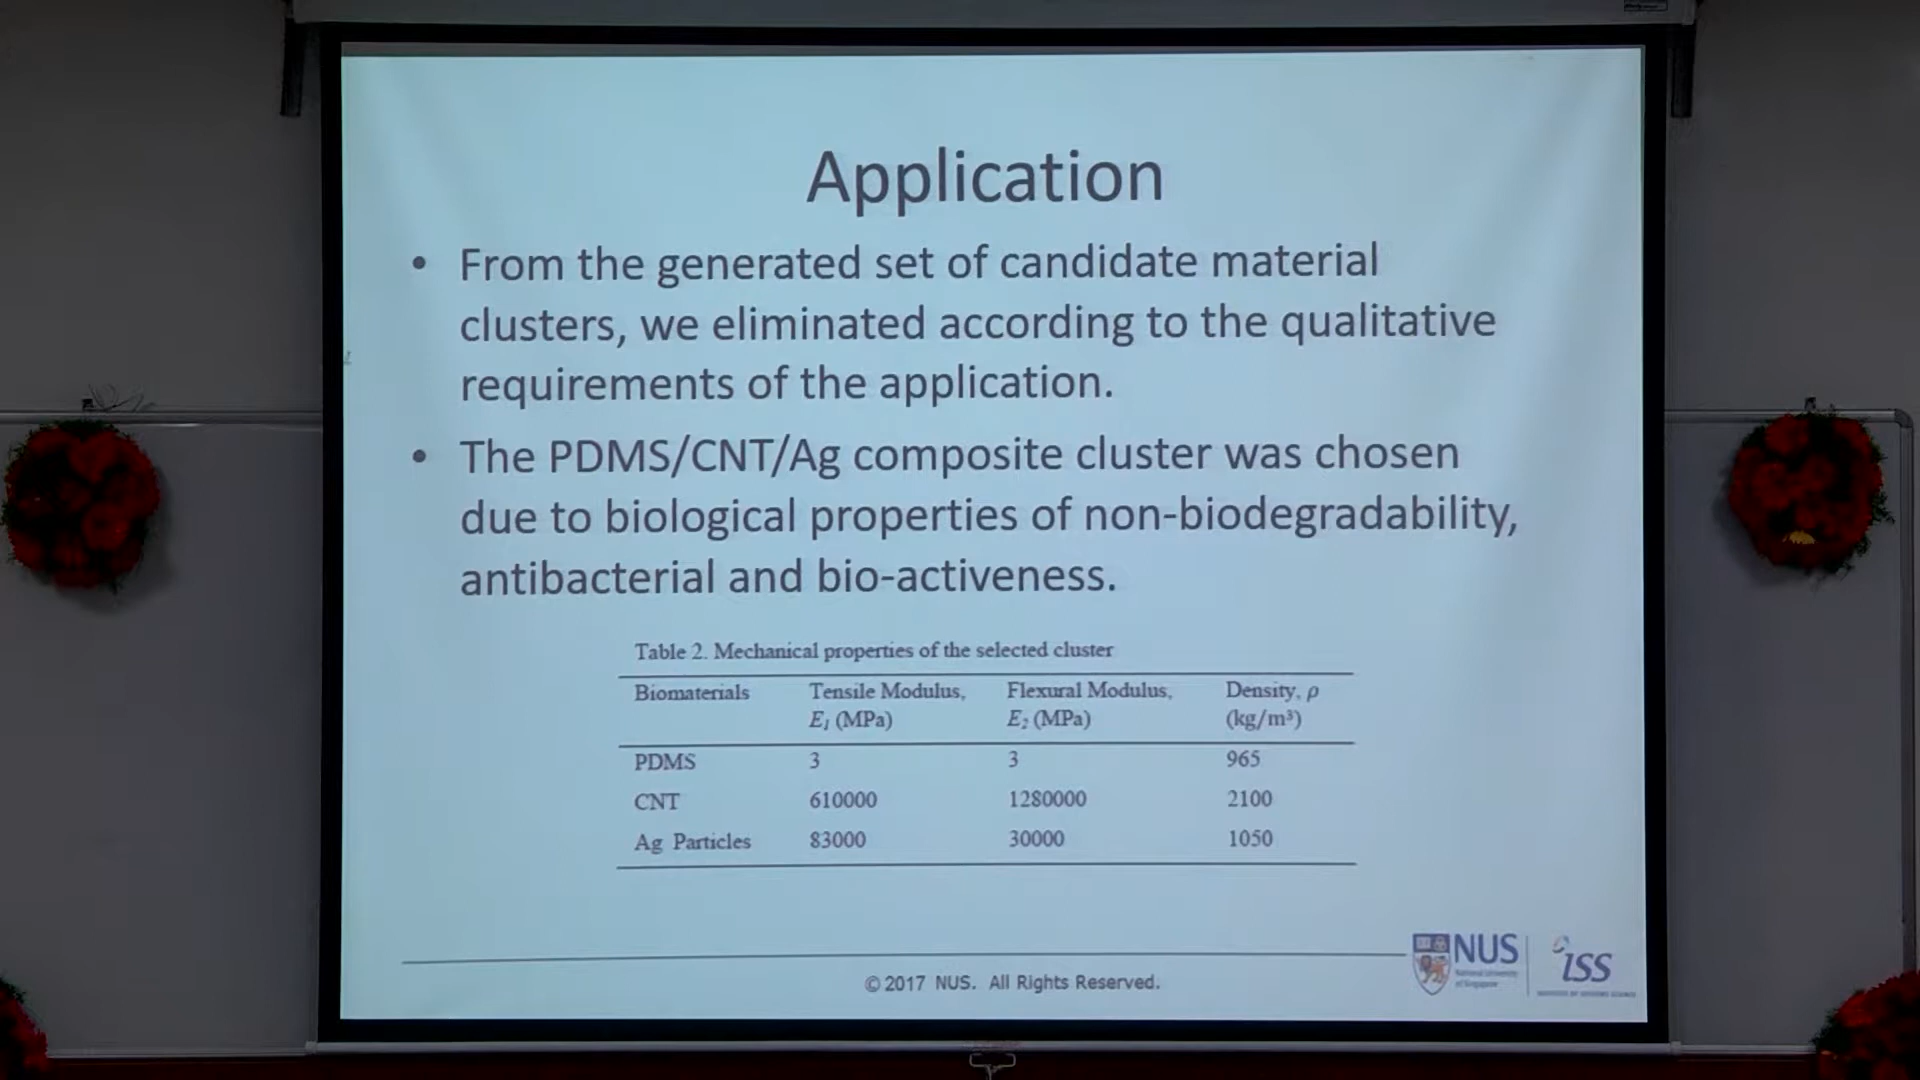 Application
• From the generated set of candidate material
clusters, we eliminated according to the qualitative
requirements of the application.
• The PDMS/CNT/Ag composite cluster was chosen
due to biological properties of non-biodegradability,
antibacterial and bio-activeness.
Table 2. Mechanical properties of the selected cluster
Biomaterials Tensile Modulus, Flexural Modulus, Density, ρ
E1 (MPa) E2 (MPa) (kg/m³)
PDMS 3 3 965
CNT 610000 1280000 2100
Ag Particles 83000 30000 1050
NUS
National University
of Singapore
iss
© 2017 NUS. All Rights Reserved.